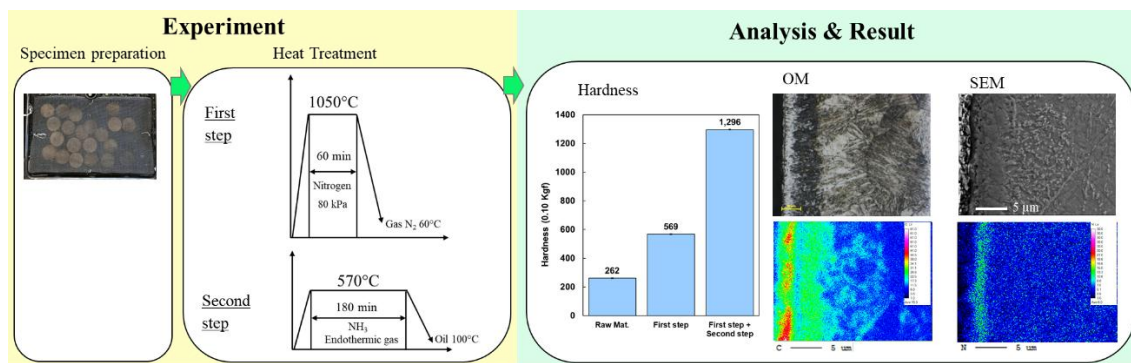 Experiment
Specimen preparation
Heat Treatment
First
step
1050°C
60 min
Nitrogen
80 kPa
Gas N₂ 60°C
Second
step
570°C
180 min
NH₃
Endothermic gas
Oil 100°C
Analysis & Result
Hardness
OM
SEM
Hardness (0.10 Kgf)
1400
1200
1000
800
600
400
200
0
262
569
1,296
Raw Mat.
First step
First step +
Second step
5 µm
C 5 µm
N 5 µm